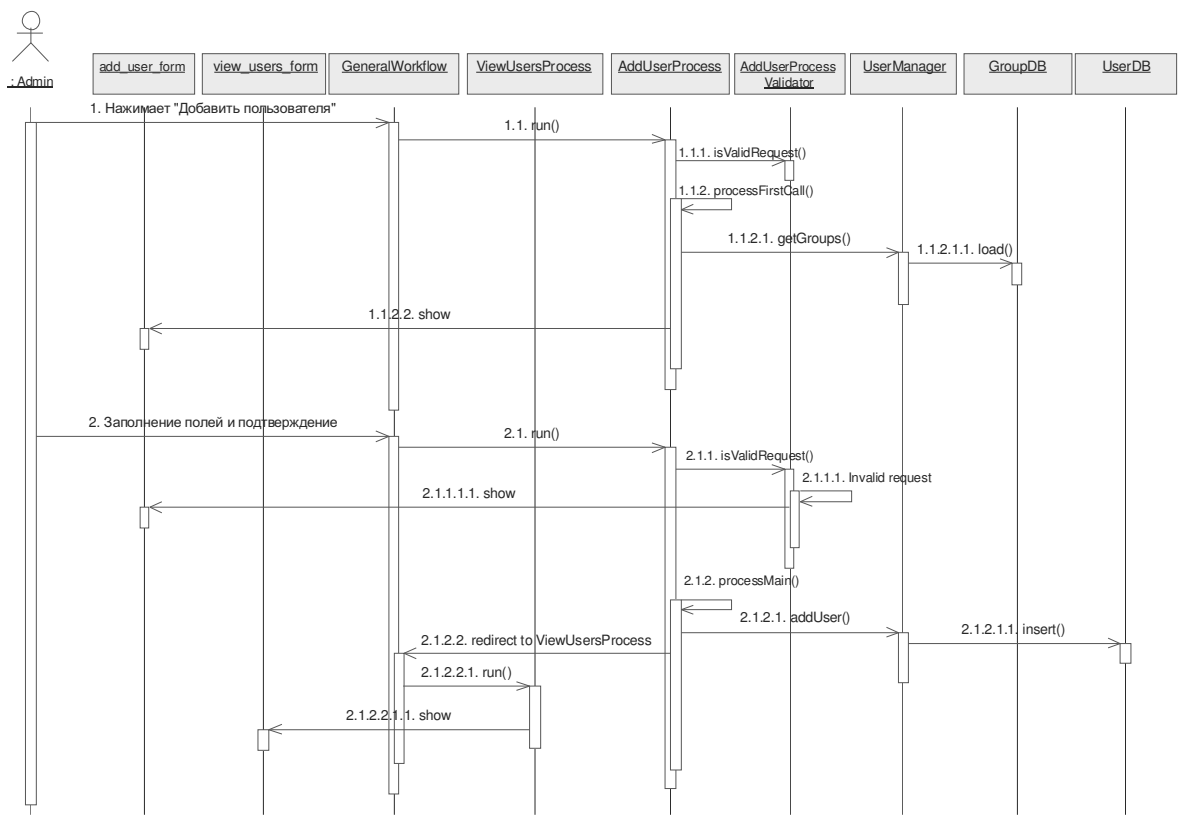 : Admin
add_user_form
view_users_form
GeneralWorkflow
ViewUsersProcess
AddUserProcess
AddUserProcess
Validator
UserManager
GroupDB
UserDB
1. Нажимает "Добавить пользователя"
1.1. run()
1.1.1. isValidRequest()
1.1.2. processFirstCall()
1.1.2.1. getGroups()
1.1.2.1.1. load()
1.1.2.2. show
2. Заполнение полей и подтверждение
2.1. run()
2.1.1. isValidRequest()
2.1.1.1. Invalid request
2.1.1.1.1. show
2.1.2. processMain()
2.1.2.1. addUser()
2.1.2.1.1. insert()
2.1.2.2. redirect to ViewUsersProcess
2.1.2.2.1. run()
2.1.2.2.1.1. show